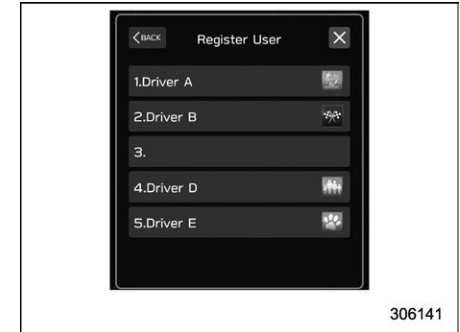 BACK Register User
1.Driver A
2.Driver B
3.
4.Driver D
5.Driver E
306141